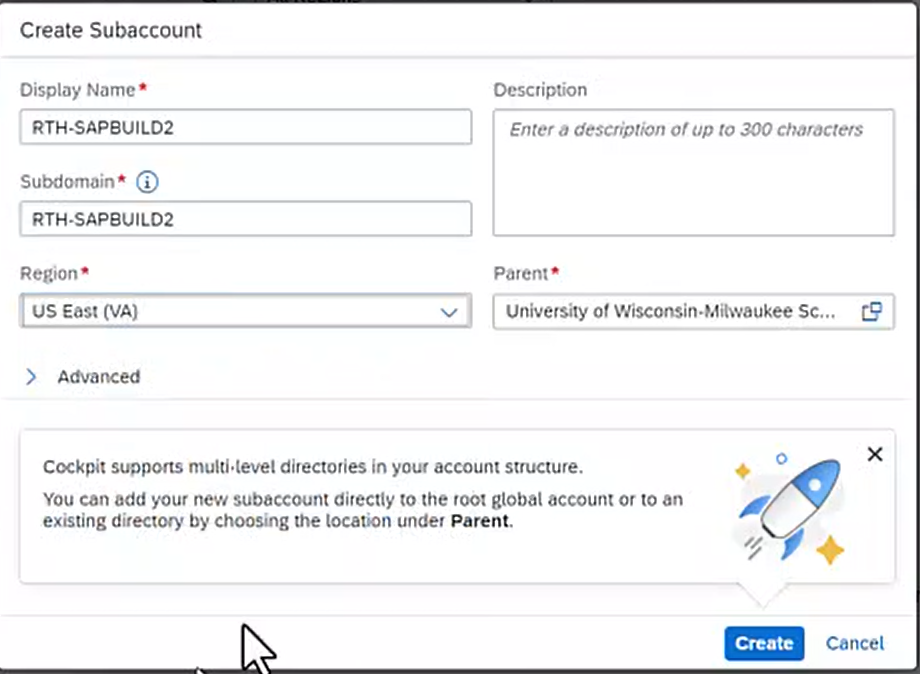 Create Subaccount
Display Name*
RTH-SAPBUILD2
Subdomain*
RTH-SAPBUILD2
Region*
US East (VA)
Description
Enter a description of up to 300 characters
Parent*
University of Wisconsin-Milwaukee Sc...
Advanced
Cockpit supports multi-level directories in your account structure.
You can add your new subaccount directly to the root global account or to an
existing directory by choosing the location under Parent.
Create
Cancel